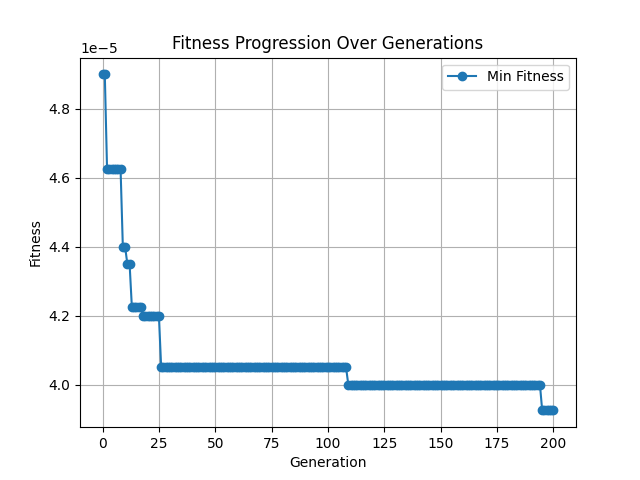 Fitness Progression Over Generations
1e−5
Min Fitness
4.8
4.6
4.4
4.2
4.0
Fitness
0 25 50 75 100 125 150 175 200
Generation